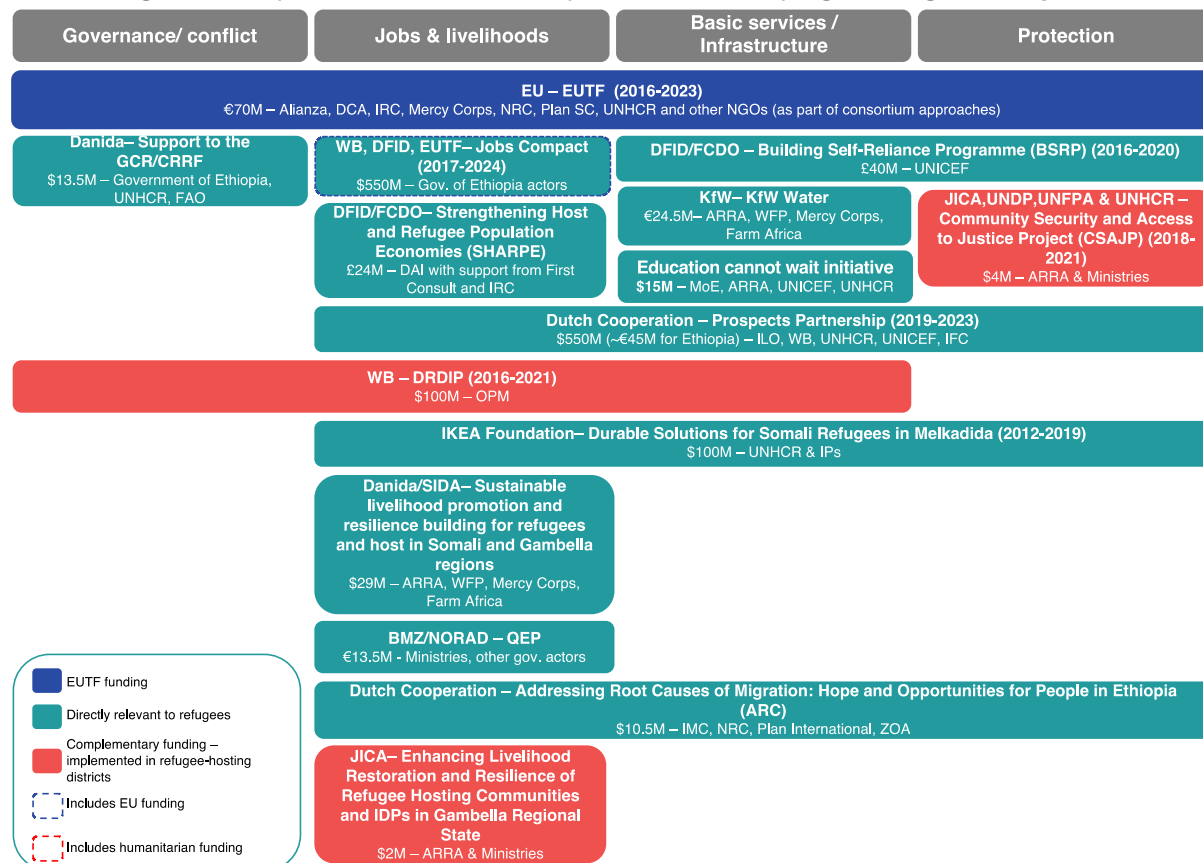 Governance/ conflict
Jobs & livelihoods
Basic services /
Infrastructure
Protection
EU – EUTF (2016-2023)
€70M – Alianza, DCA, IRC, Mercy Corps, NRC, Plan SC, UNHCR and other NGOs (as part of consortium approaches)
Danida– Support to the
GCR/CRRF
$13.5M – Government of Ethiopia,
UNHCR, FAO
WB, DFID, EUTF– Jobs Compact
(2017-2024)
$550M – Gov. of Ethiopia actors
DFID/FCDO – Building Self-Reliance Programme (BSRP) (2016-2020)
£40M – UNICEF
DFID/FCDO– Strengthening Host
and Refugee Population
Economies (SHARPE)
£24M – DAI with support from First
Consult and IRC
KfW– KfW Water
€24.5M– ARRA, WFP, Mercy Corps,
Farm Africa
Education cannot wait initiative
$15M – MoE, ARRA, UNICEF, UNHCR
JICA,UNDP,UNFPA & UNHCR –
Community Security and Access
to Justice Project (CSAJP) (2018-
2021)
$4M – ARRA & Ministries
Dutch Cooperation – Prospects Partnership (2019-2023)
$550M (~€45M for Ethiopia) – ILO, WB, UNHCR, UNICEF, IFC
WB – DRDIP (2016-2021)
$100M – OPM
IKEA Foundation– Durable Solutions for Somali Refugees in Melkadida (2012-2019)
$100M – UNHCR & IPs
Danida/SIDA– Sustainable
livelihood promotion and
resilience building for refugees
and host in Somali and Gambella
regions
$29M – ARRA, WFP, Mercy Corps,
Farm Africa
BMZ/NORAD – QEP
€13.5M - Ministries, other gov. actors
Dutch Cooperation – Addressing Root Causes of Migration: Hope and Opportunities for People in Ethiopia
(ARC)
$10.5M – IMC, NRC, Plan International, ZOA
JICA– Enhancing Livelihood
Restoration and Resilience of
Refugee Hosting Communities
and IDPs in Gambella Regional
State
$2M – ARRA & Ministries
EUTF funding
Directly relevant to refugees
Complementary funding –
implemented in refugee-hosting
districts
Includes EU funding
Includes humanitarian funding